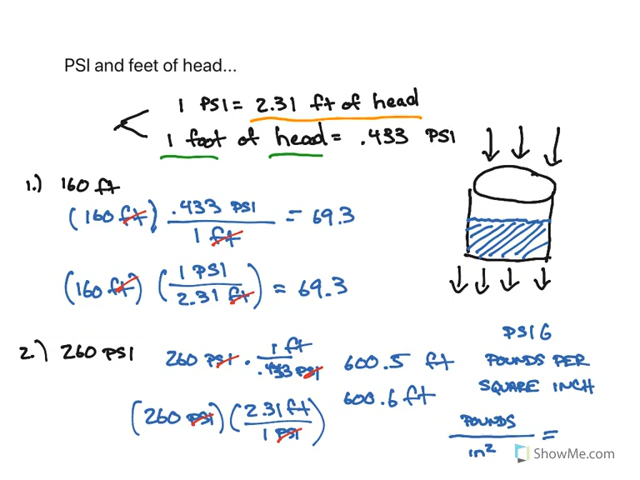 PSI and feet of head...
1 PSI = 2.31 ft of head
1 foot of head = .433 PSI
1.) 160 ft
(160 ft) .433 PSI / 1 ft = 69.3
(160 ft) (1 PSI / 2.31 ft) = 69.3
2.) 260 PSI
260 PSI · 1 ft / .433 PSI 600.5 ft
(260 PSI) (2.31 ft / 1 PSI) 600.6 ft
PSIG
POUNDS PER
SQUARE INCH
POUNDS / in² =
ShowMe.com